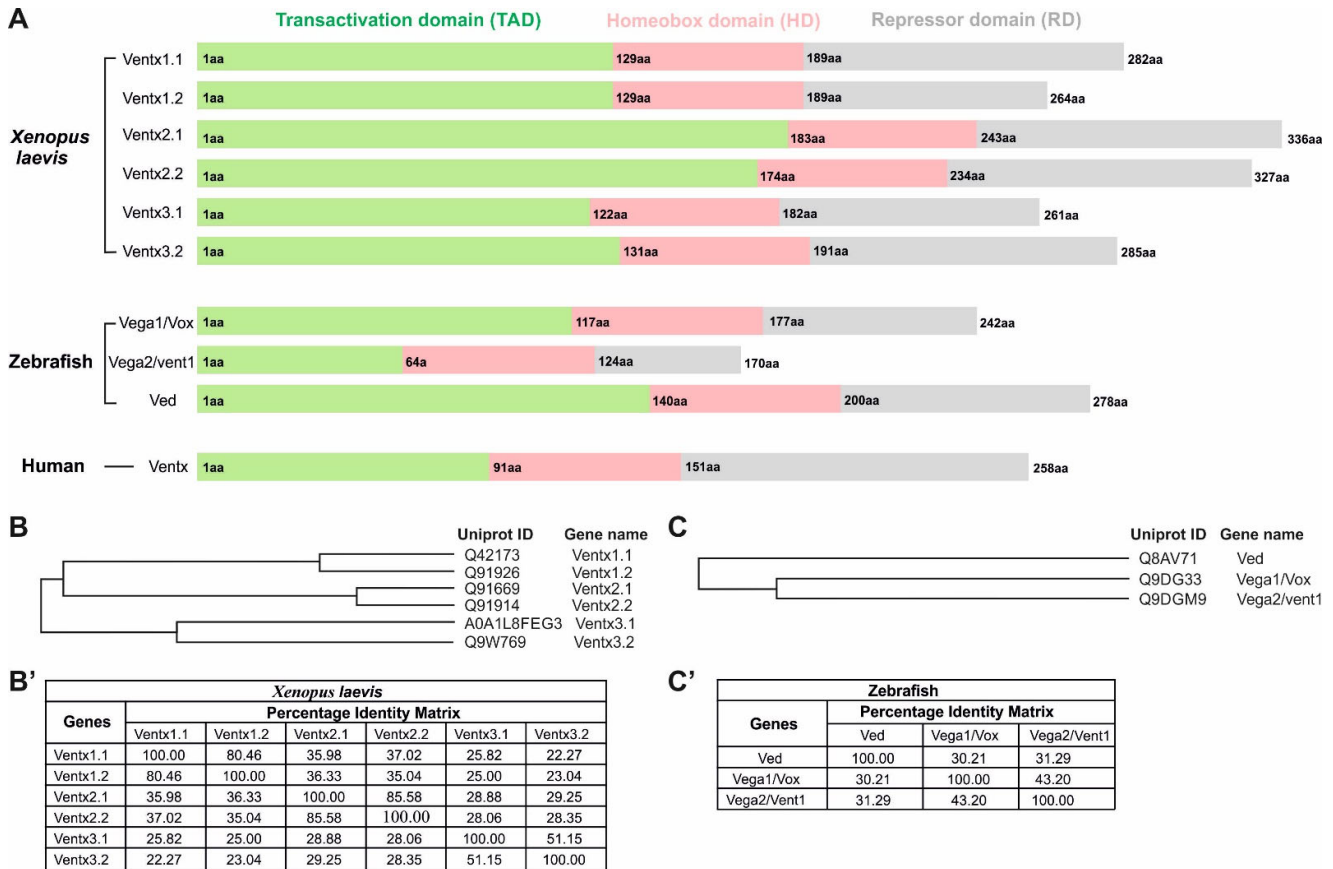 A
Transactivation domain (TAD) Homeobox domain (HD) Repressor domain (RD)
Xenopus laevis
Ventx1.1 1aa 129aa 189aa 282aa
Ventx1.2 1aa 129aa 189aa 264aa
Ventx2.1 1aa 183aa 243aa 336aa
Ventx2.2 1aa 174aa 234aa 327aa
Ventx3.1 1aa 122aa 182aa 261aa
Ventx3.2 1aa 131aa 191aa 285aa
Zebrafish
Vega1/Vox 1aa 117aa 177aa 242aa
Vega2/vent1 1aa 64a 124aa 170aa
Ved 1aa 140aa 200aa 278aa
Human Ventx 1aa 91aa 151aa 258aa
B
Uniprot ID Gene name
Q42173 Ventx1.1
Q91926 Ventx1.2
Q91669 Ventx2.1
Q91914 Ventx2.2
A0A1L8FEG3 Ventx3.1
Q9W769 Ventx3.2
C
Uniprot ID Gene name
Q8AV71 Ved
Q9DG33 Vega1/Vox
Q9DGM9 Vega2/vent1
B’
Xenopus laevis
Genes Percentage Identity Matrix
Ventx1.1 Ventx1.2 Ventx2.1 Ventx2.2 Ventx3.1 Ventx3.2
Ventx1.1 100.00 80.46 35.98 37.02 25.82 22.27
Ventx1.2 80.46 100.00 36.33 35.04 25.00 23.04
Ventx2.1 35.98 36.33 100.00 85.58 28.88 29.25
Ventx2.2 37.02 35.04 85.58 100.00 28.06 28.35
Ventx3.1 25.82 25.00 28.88 28.06 100.00 51.15
Ventx3.2 22.27 23.04 29.25 28.35 51.15 100.00
C’
Zebrafish
Genes Percentage Identity Matrix
Ved Vega1/Vox Vega2/Vent1
Ved 100.00 30.21 31.29
Vega1/Vox 30.21 100.00 43.20
Vega2/Vent1 31.29 43.20 100.00